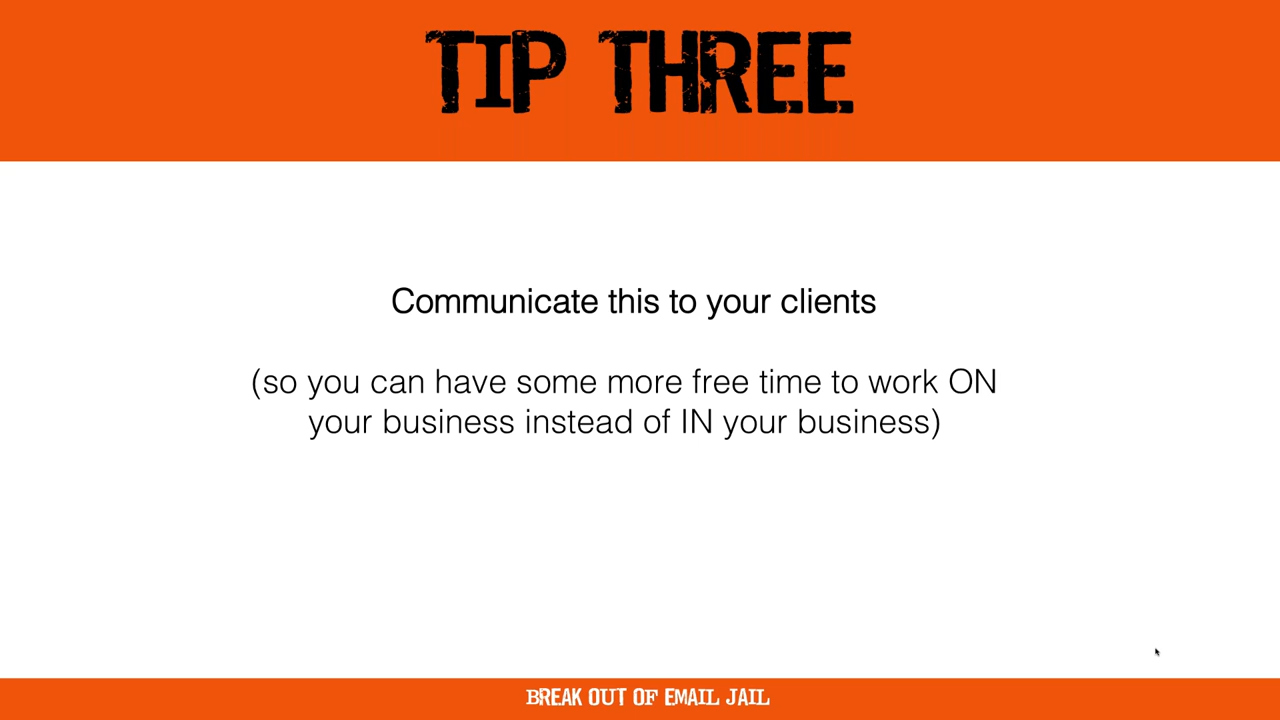 TIP THREE
Communicate this to your clients
(so you can have some more free time to work ON
your business instead of IN your business)
BREAK OUT OF EMAIL JAIL